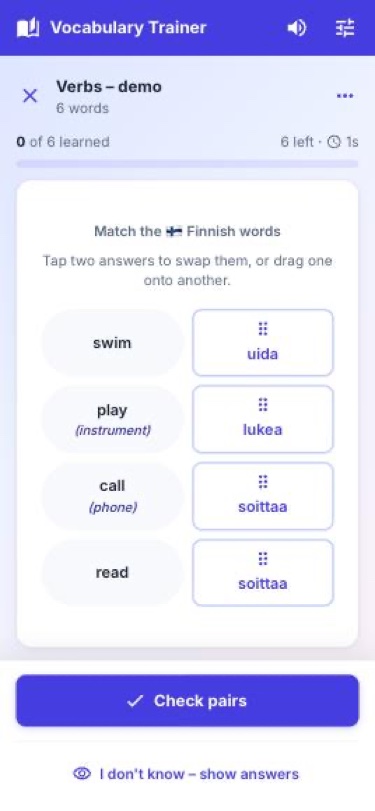 Vocabulary Trainer
Verbs – demo
6 words
0 of 6 learned
6 left · 1s
Match the 🇫🇮 Finnish words
Tap two answers to swap them, or drag one
onto another.
swim
uida
play
(instrument)
lukea
call
(phone)
soittaa
read
soittaa
Check pairs
I don't know – show answers